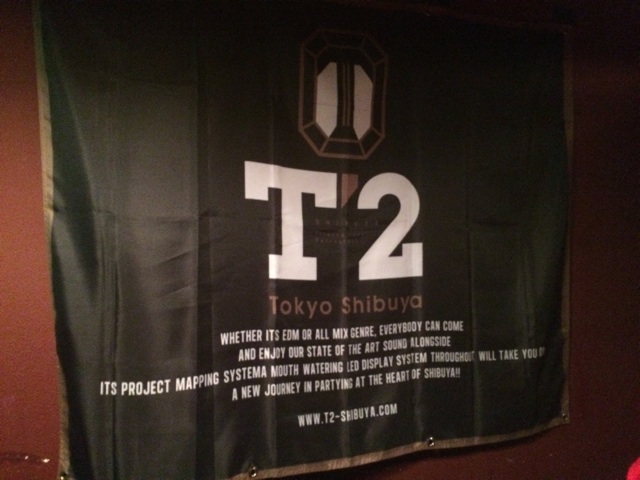 T2
Tokyo Shibuya
WHETHER ITS EDM OR ALL MIX GENRE, EVERYBODY CAN COME
AND ENJOY OUR STATE OF THE ART SOUND ALONGSIDE
ITS PROJECT MAPPING SYSTEMA MOUTH WATERING LED DISPLAY SYSTEM THROUGHOUT WILL TAKE YOU
A NEW JOURNEY IN PARTYING AT THE HEART OF SHIBUYA!!
WWW.T2-SHIBUYA.COM